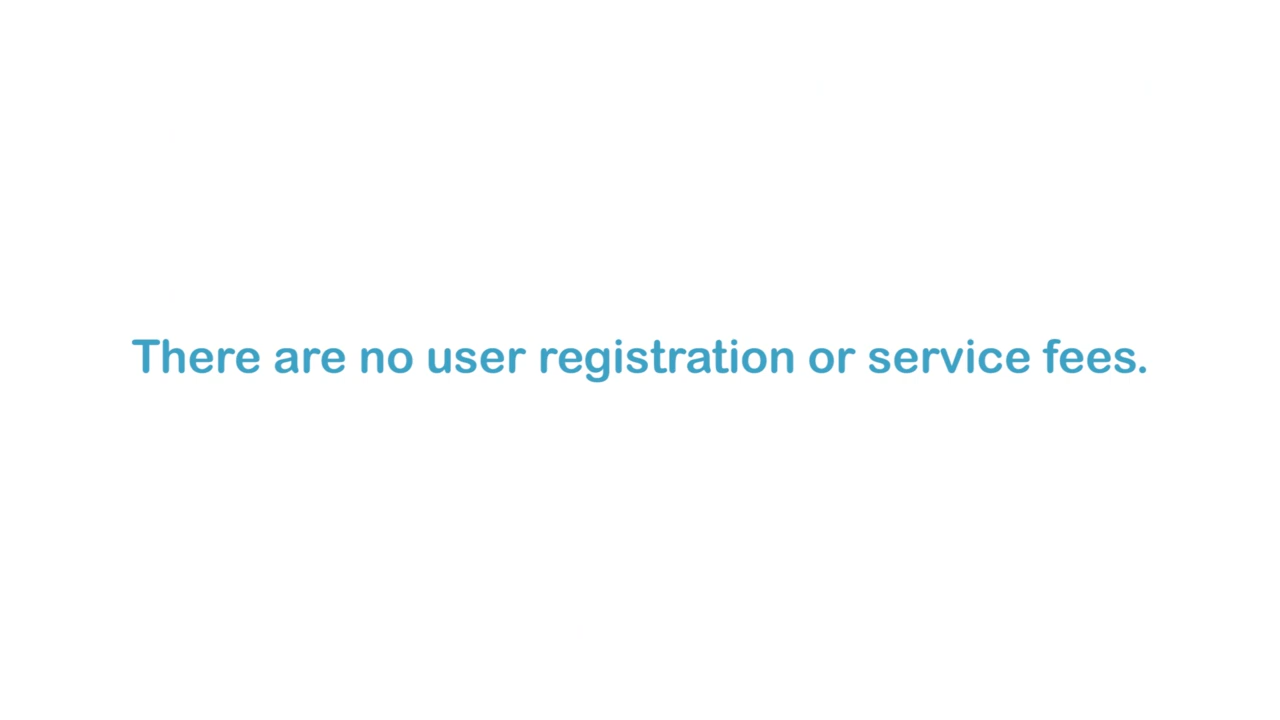 There are no user registration or service fees.